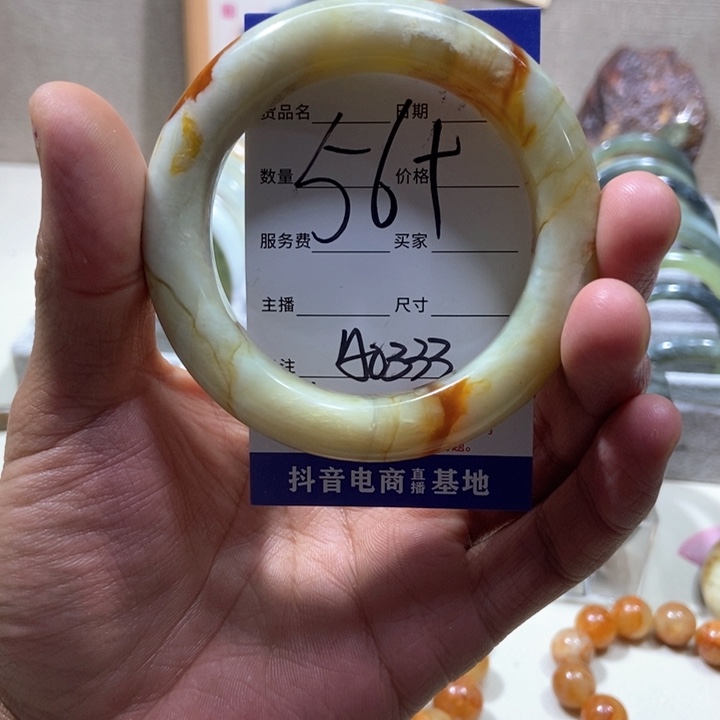 货品名 日期
数量 价格
56f
服务费 买家
主播 尺寸
注 A0333
抖音电商直播基地